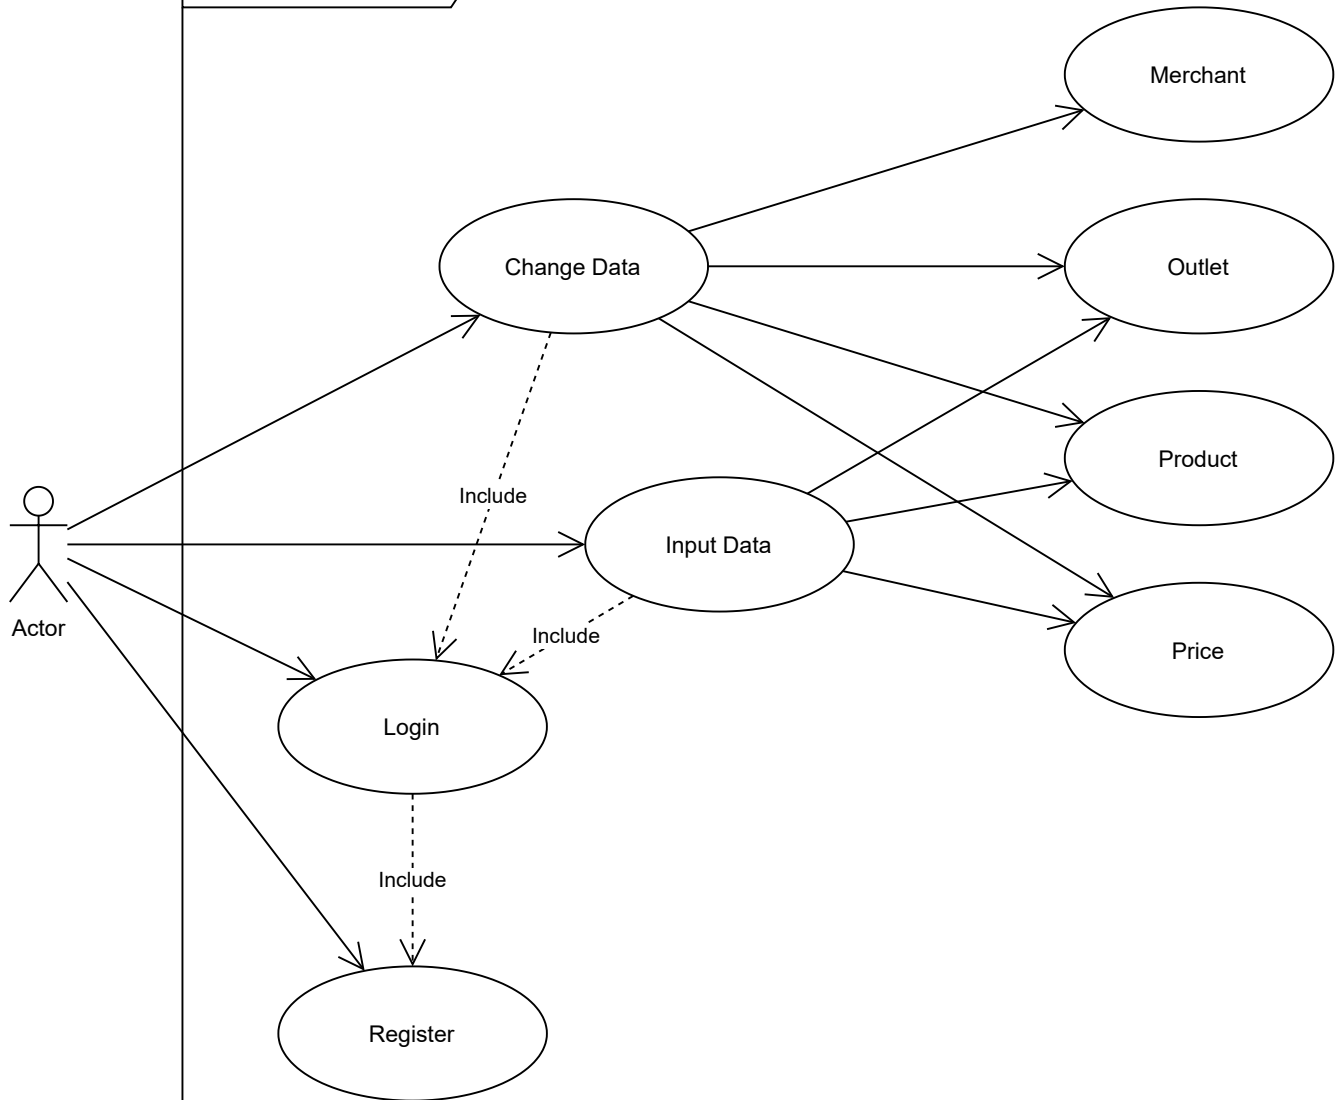 Merchant
Change Data
Outlet
Product
Include
Input Data
Actor
Include
Price
Login
Include
Register